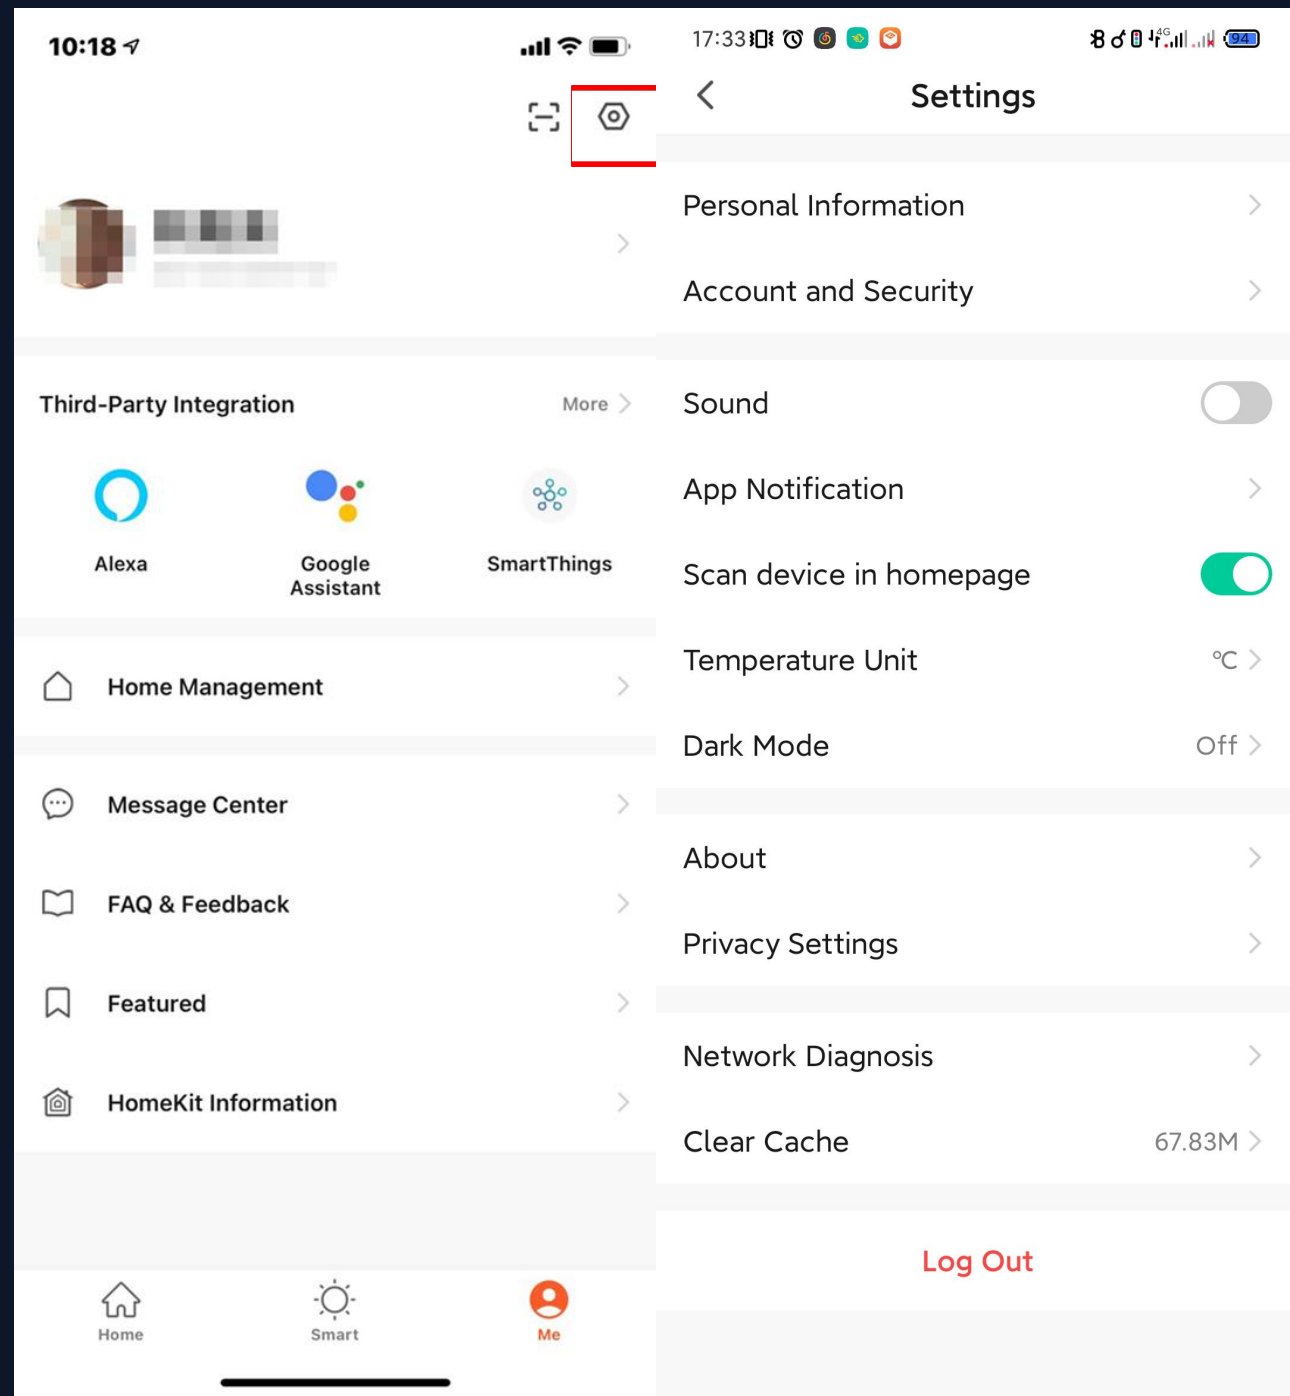 10:18
Third-Party Integration
More
Alexa
Google
Assistant
SmartThings
Home Management
Message Center
FAQ & Feedback
Featured
HomeKit Information
Home
Smart
Me
17:33
4G
94
Settings
Personal Information
Account and Security
Sound
App Notification
Scan device in homepage
Temperature Unit
°C
Dark Mode
Off
About
Privacy Settings
Network Diagnosis
Clear Cache
67.83M
Log Out